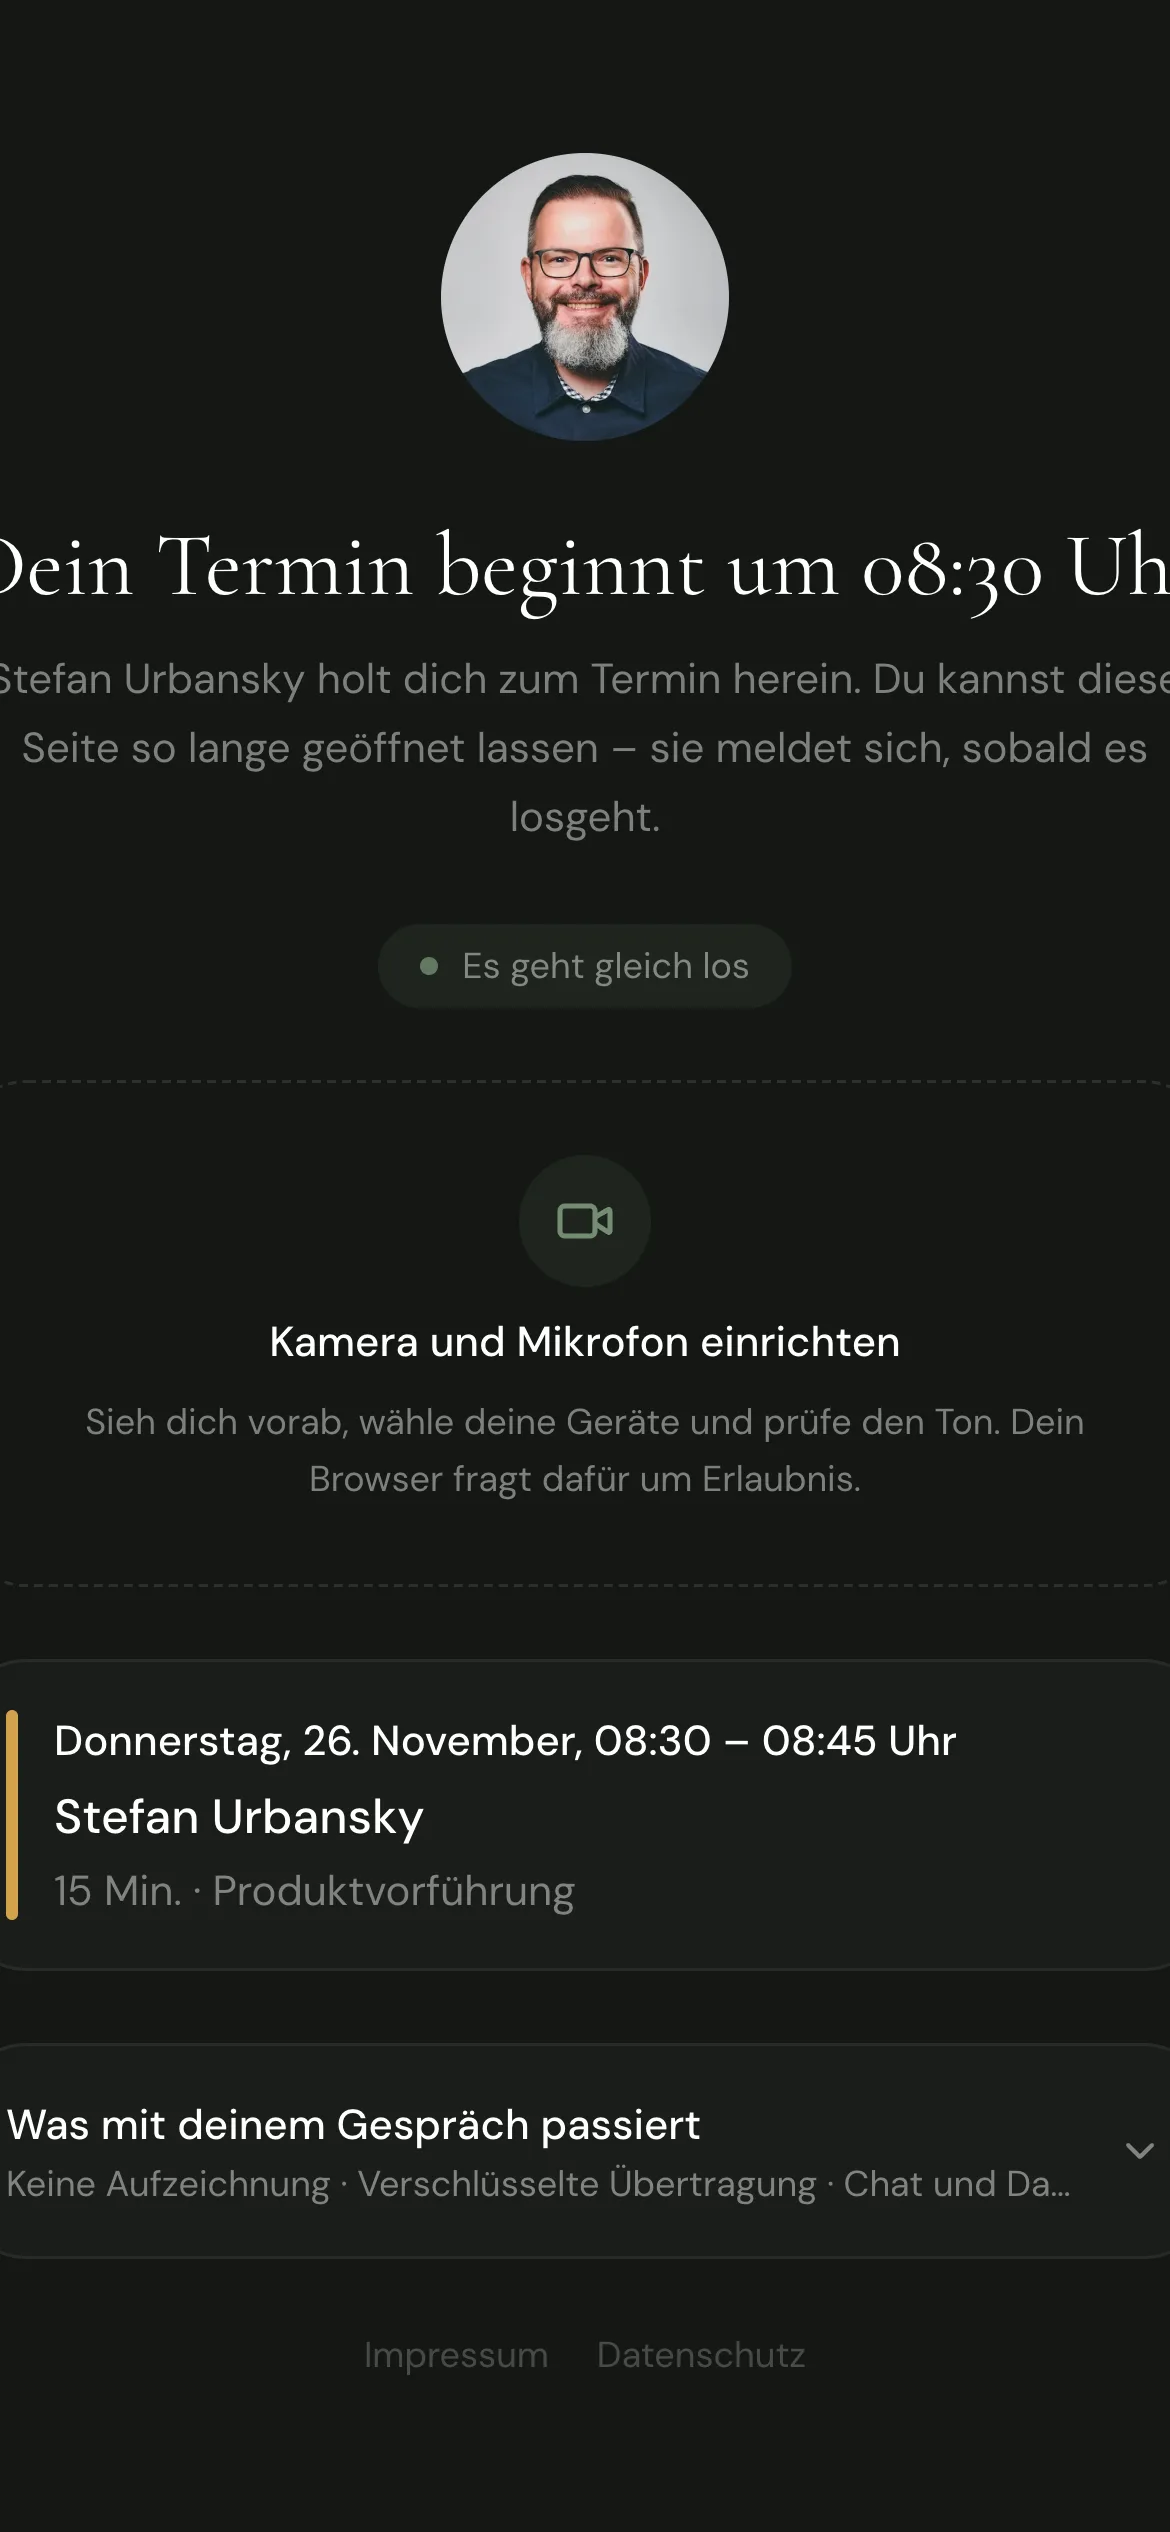 Dein Termin beginnt um 08:30 Uh
Stefan Urbansky holt dich zum Termin herein. Du kannst diese
Seite so lange geöffnet lassen – sie meldet sich, sobald es
losgeht.
Es geht gleich los
Kamera und Mikrofon einrichten
Sieh dich vorab, wähle deine Geräte und prüfe den Ton. Dein
Browser fragt dafür um Erlaubnis.
Donnerstag, 26. November, 08:30 – 08:45 Uhr
Stefan Urbansky
15 Min. · Produktvorführung
Was mit deinem Gespräch passiert
Keine Aufzeichnung · Verschlüsselte Übertragung · Chat und Da...
Impressum Datenschutz